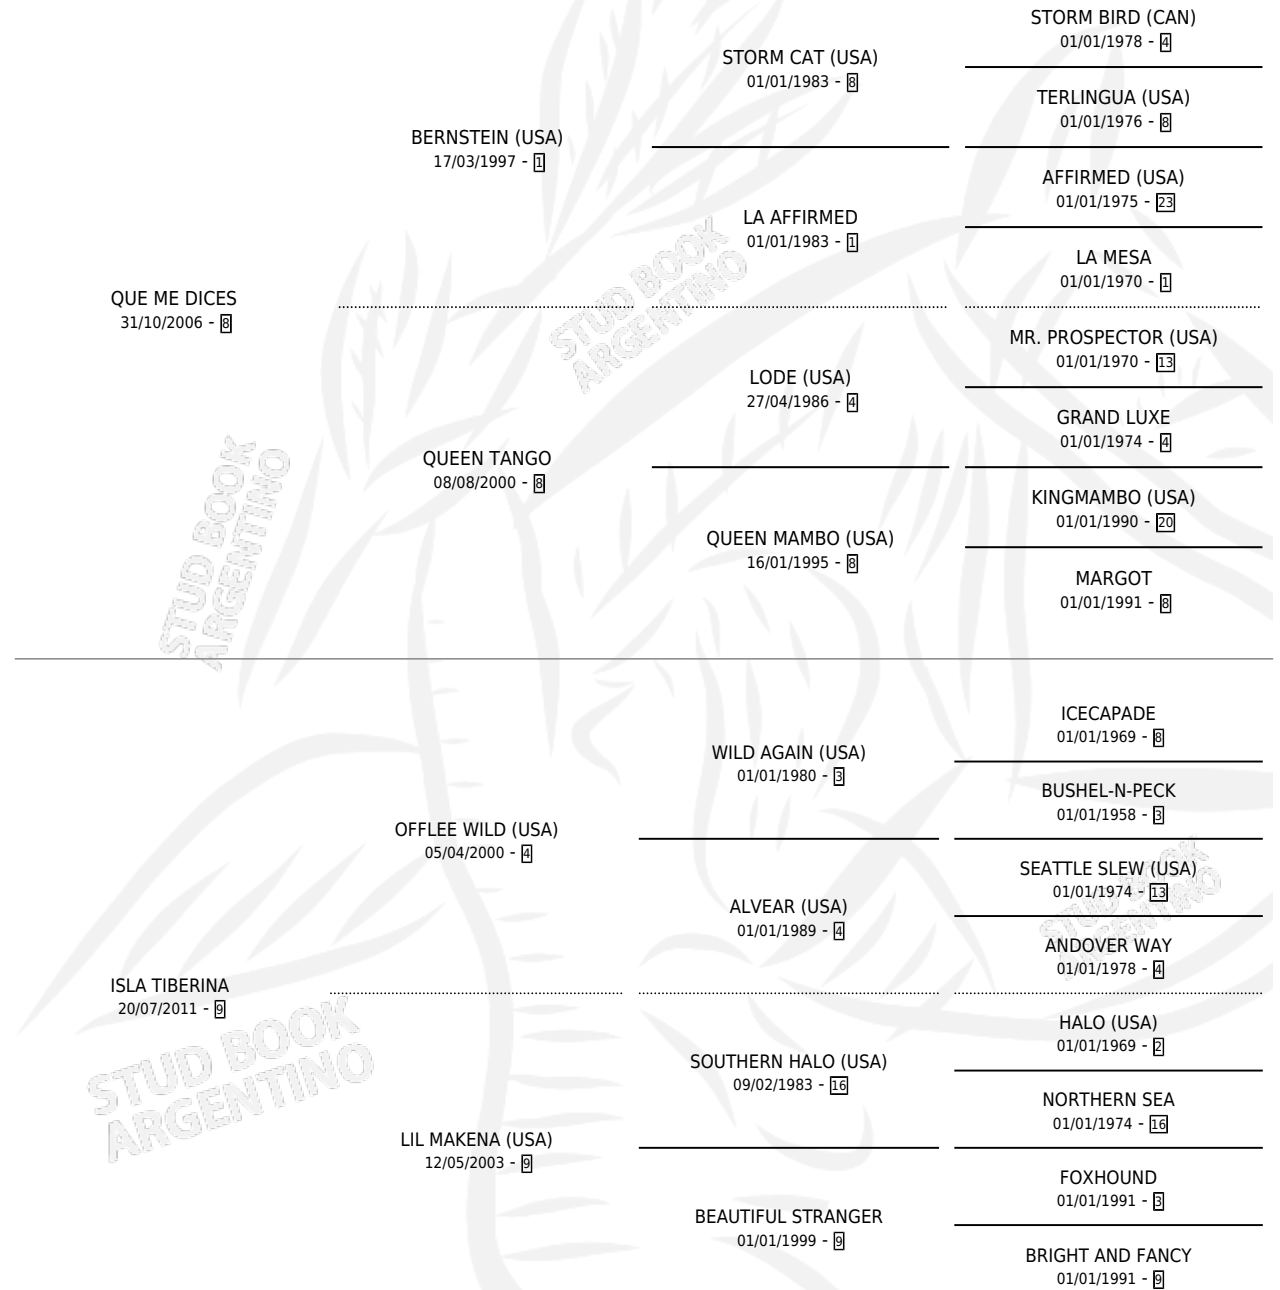 STORM BIRD (CAN)
01/01/1978 - 4
STORM CAT (USA)
01/01/1983 - 8
TERLINGUA (USA)
01/01/1976 - 8
BERNSTEIN (USA)
17/03/1997 - 1
AFFIRMED (USA)
01/01/1975 - 23
LA AFFIRMED
01/01/1983 - 1
LA MESA
01/01/1970 - 1
QUE ME DICES
31/10/2006 - 8
STUD BOOK
ARGENTINO
MR. PROSPECTOR (USA)
01/01/1970 - 13
LODE (USA)
27/04/1986 - 4
GRAND LUXE
01/01/1974 - 4
QUEEN TANGO
08/08/2000 - 8
KINGMAMBO (USA)
01/01/1990 - 20
QUEEN MAMBO (USA)
16/01/1995 - 8
MARGOT
01/01/1991 - 8
STUD BOOK
ARGENTINO
ICECAPADE
01/01/1969 - 8
WILD AGAIN (USA)
01/01/1980 - 3
BUSHEL-N-PECK
01/01/1958 - 3
OFFLEE WILD (USA)
05/04/2000 - 4
SEATTLE SLEW (USA)
01/01/1974 - 13
ALVEAR (USA)
01/01/1989 - 4
ANDOVER WAY
01/01/1978 - 4
STUD BOOK
ARGENTINO
ISLA TIBERINA
20/07/2011 - 9
HALO (USA)
01/01/1969 - 2
SOUTHERN HALO (USA)
09/02/1983 - 16
NORTHERN SEA
01/01/1974 - 16
STUD BOOK
ARGENTINO
LIL MAKENA (USA)
12/05/2003 - 9
FOXHOUND
01/01/1991 - 3
BEAUTIFUL STRANGER
01/01/1999 - 9
BRIGHT AND FANCY
01/01/1991 - 9